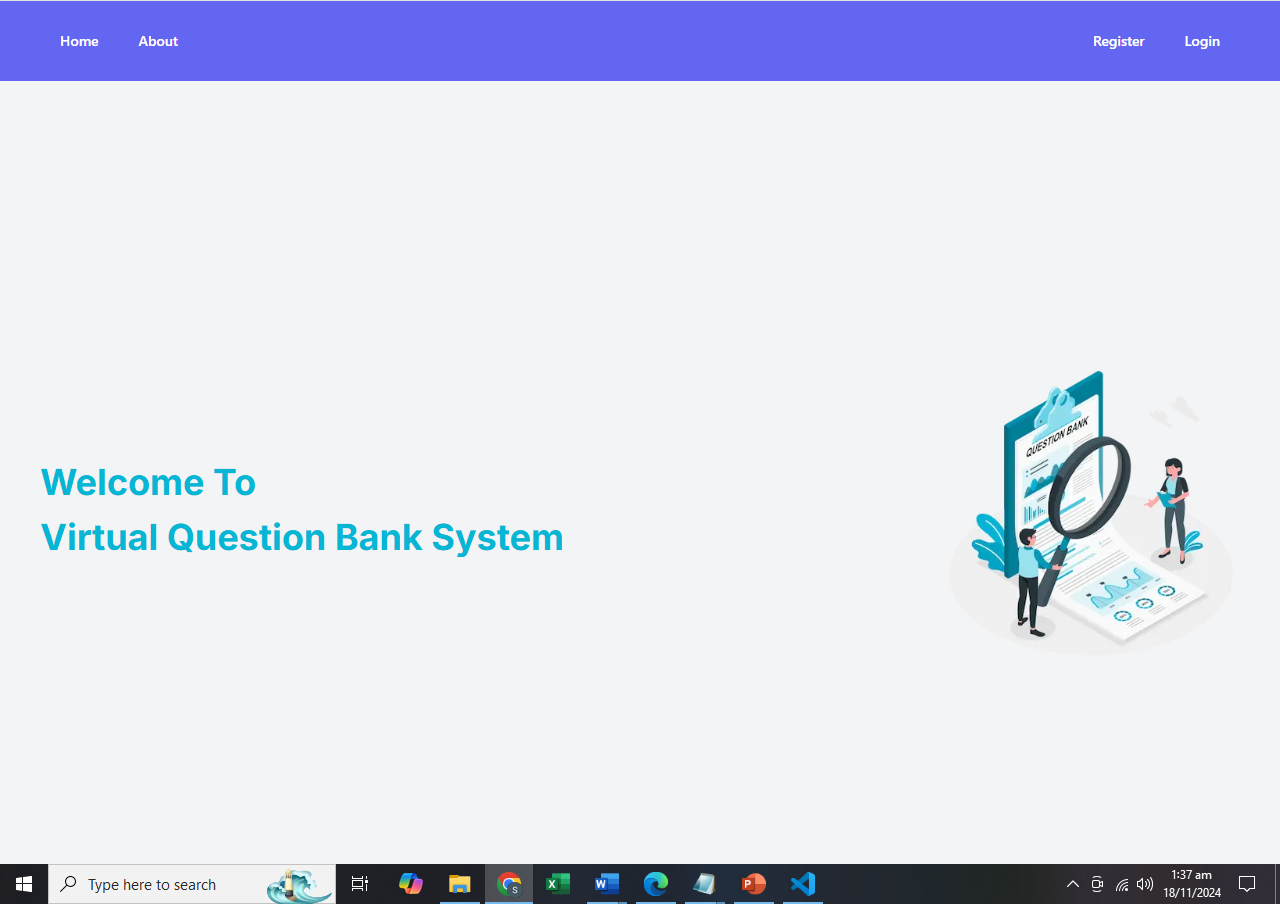 Home About Register Login
QUESTION BANK
Welcome To
Virtual Question Bank System
Type here to search
1:37 am
18/11/2024